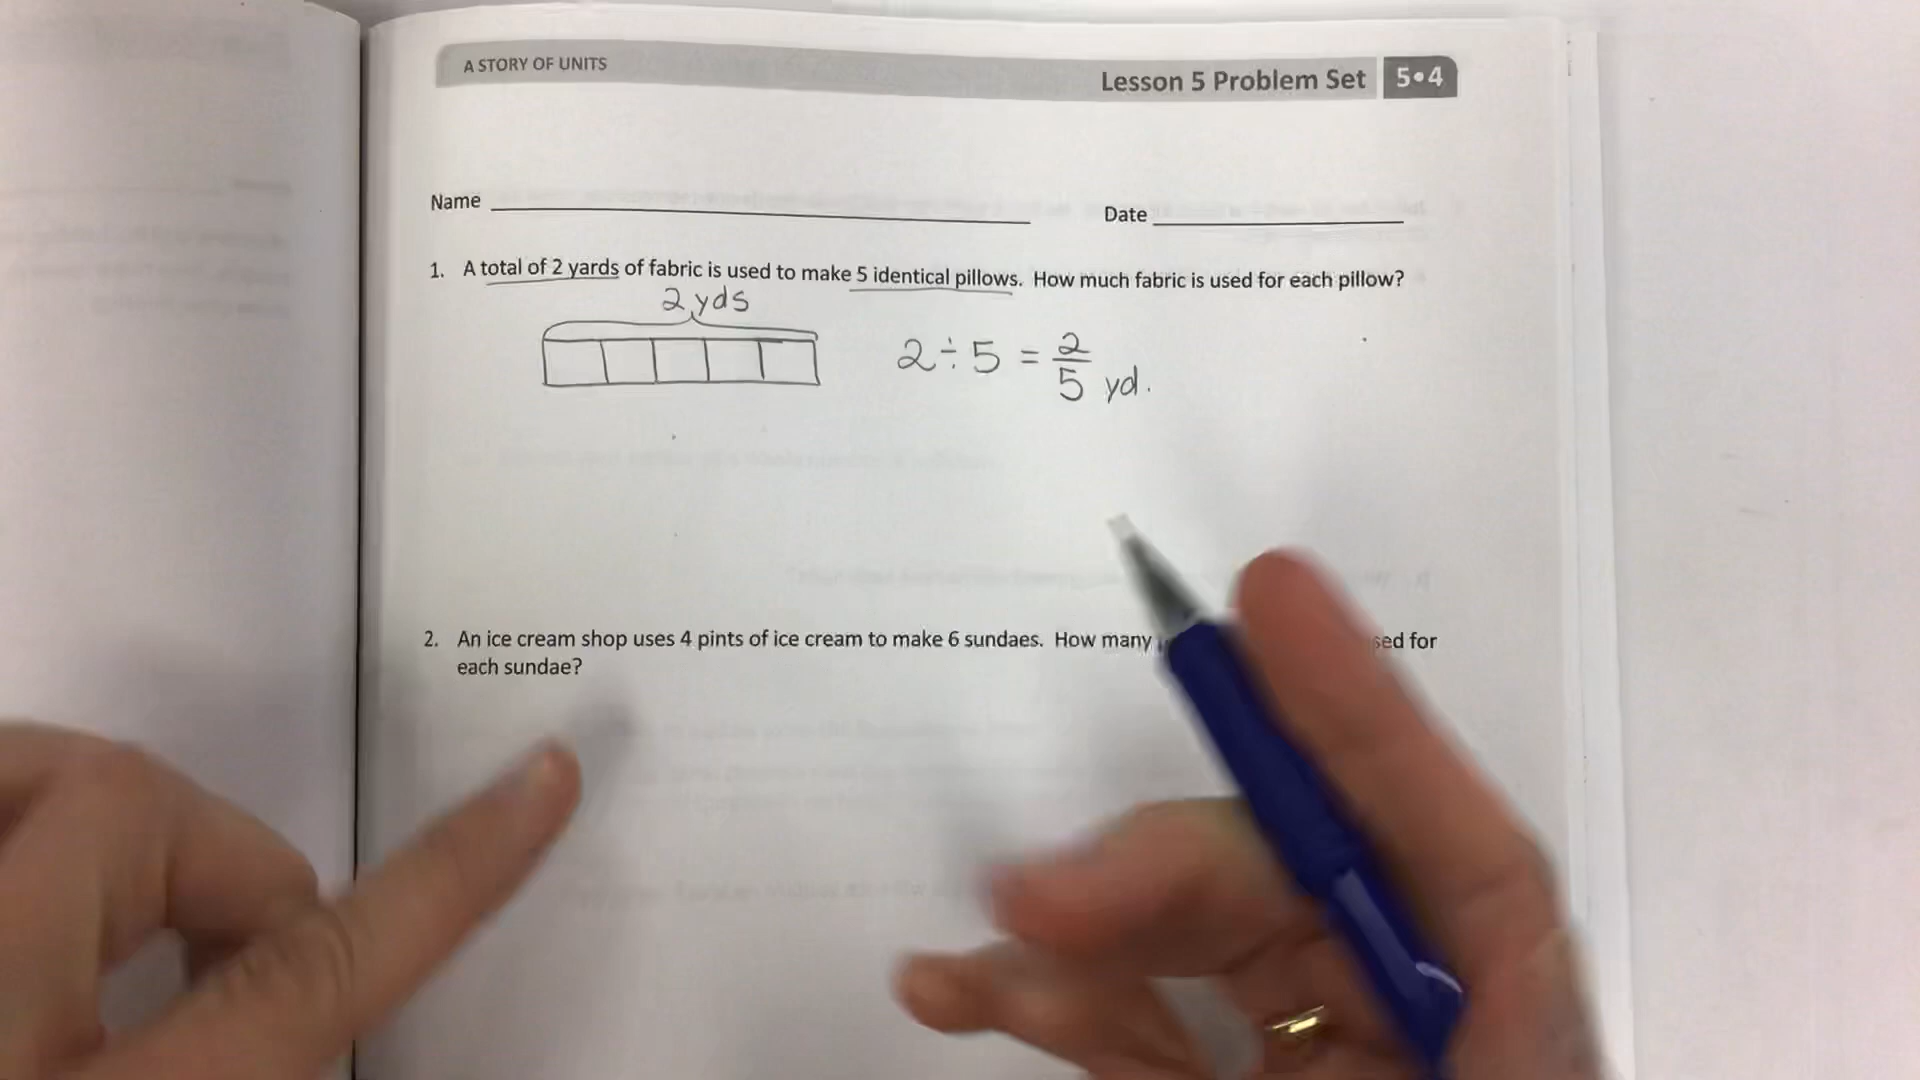 A STORY OF UNITS
Lesson 5 Problem Set 5•4
Name Date
1. A total of 2 yards of fabric is used to make 5 identical pillows. How much fabric is used for each pillow?
2 yds
2 ÷ 5 = 2/5 yd.
2. An ice cream shop uses 4 pints of ice cream to make 6 sundaes. How many for
each sundae?